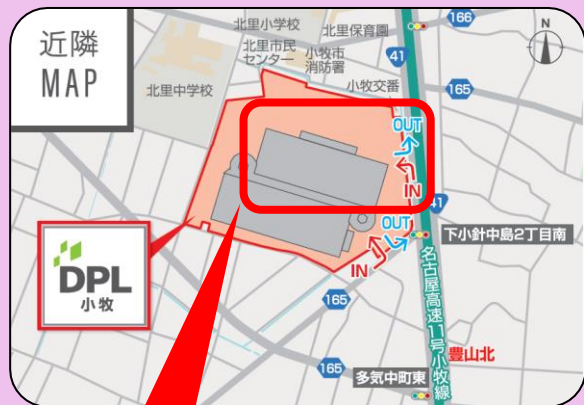 近隣
MAP
北里小学校
北里保育園
166
N
北里市民
センター
小牧市
消防署
41
北里中学校
小牧交番
165
OUT
IN
41
OUT
下小針中島2丁目南
IN
DPL
小牧
165
名古屋高速11号小牧線
豊山北
165
多気中町東